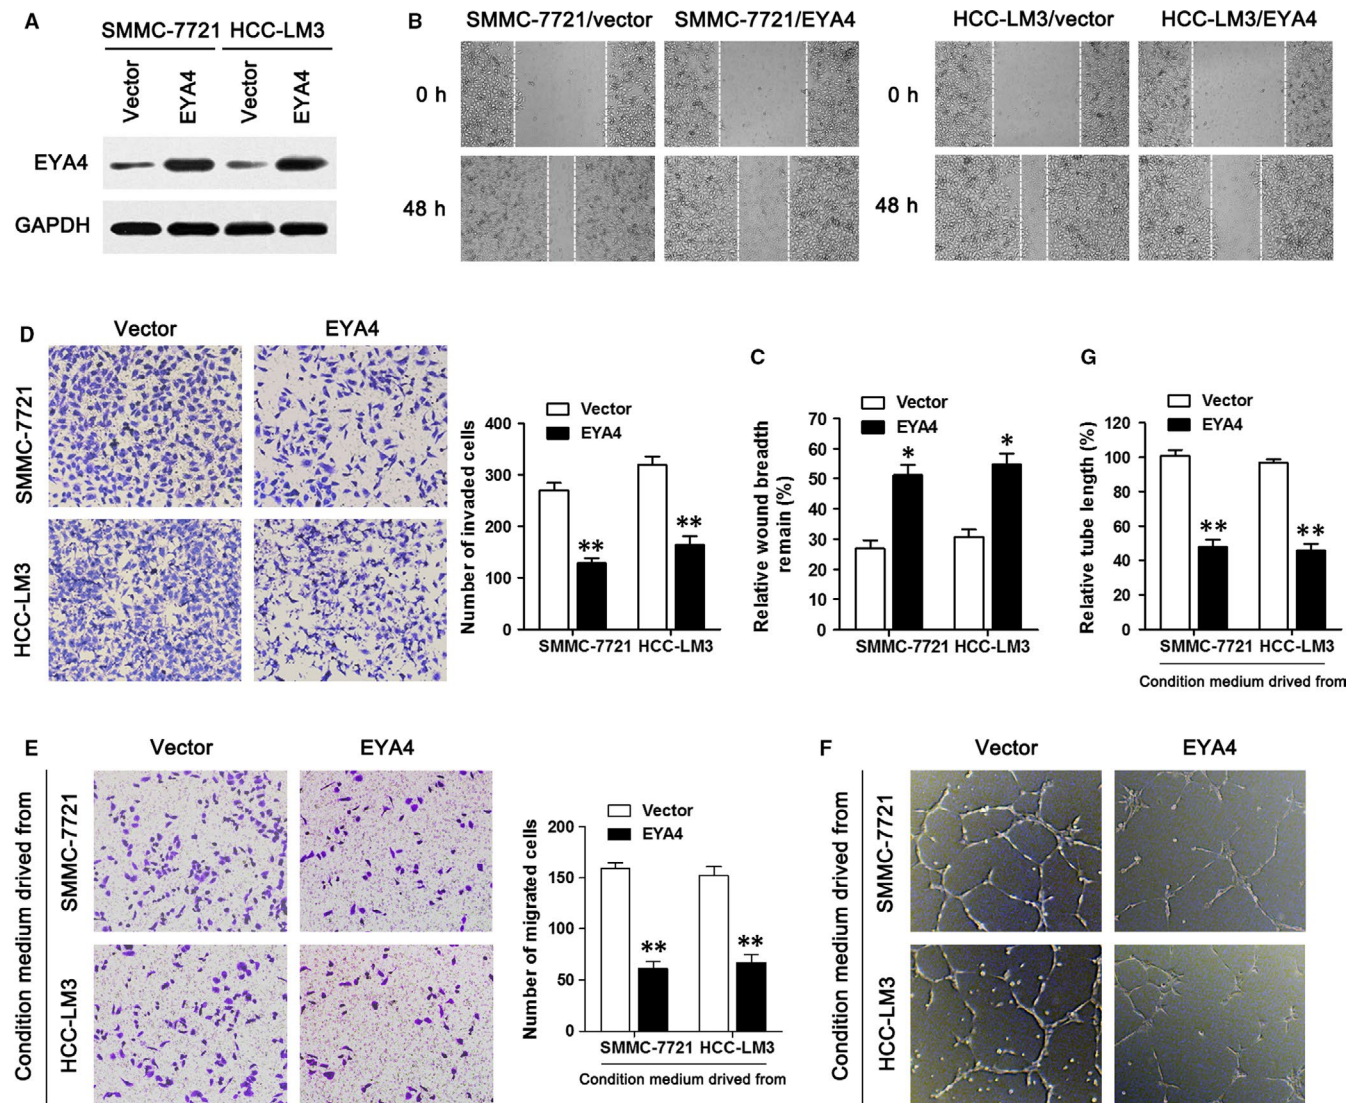 A
SMMC-7721 HCC-LM3
Vector EYA4 Vector EYA4
EYA4
GAPDH
B
SMMC-7721/vector SMMC-7721/EYA4 HCC-LM3/vector HCC-LM3/EYA4
0 h 0 h
48 h 48 h
D
Vector EYA4
SMMC-7721
HCC-LM3
Vector
EYA4
Number of invaded cells
400
300
200
100
0
** **
SMMC-7721 HCC-LM3
C
Vector
EYA4
Relative wound breadth
remain (%)
70
60
50
40
30
20
10
0
* *
SMMC-7721 HCC-LM3
G
Vector
EYA4
Relative tube length (%)
120
100
80
60
40
20
0
** **
SMMC-7721 HCC-LM3
Condition medium drived from
E
Vector EYA4
Condition medium drived from
SMMC-7721
HCC-LM3
Vector
EYA4
Number of migrated cells
200
150
100
50
0
** **
SMMC-7721 HCC-LM3
Condition medium drived from
F
Vector EYA4
Condition medium drived from
SMMC-7721
HCC-LM3